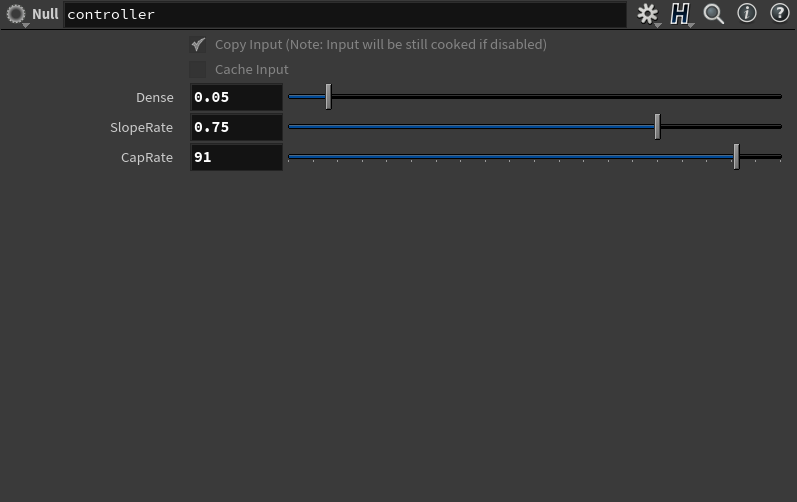 Null controller
Copy Input (Note: Input will be still cooked if disabled)
Cache Input
Dense 0.05
SlopeRate 0.75
CapRate 91